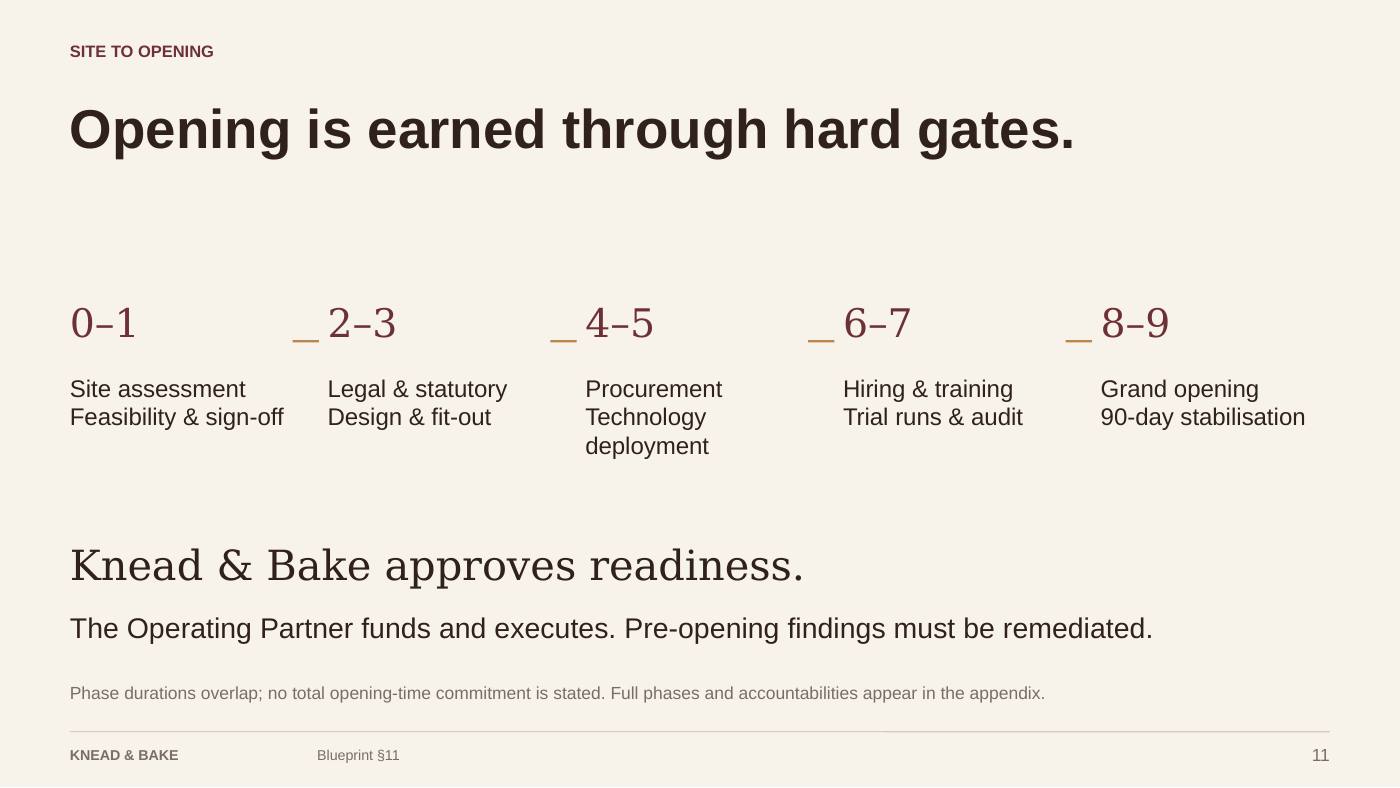 SITE TO OPENING
Opening is earned through hard gates.
0–1
Site assessment
Feasibility & sign-off
2–3
Legal & statutory
Design & fit-out
4–5
Procurement
Technology
deployment
6–7
Hiring & training
Trial runs & audit
8–9
Grand opening
90-day stabilisation
Knead & Bake approves readiness.
The Operating Partner funds and executes. Pre-opening findings must be remediated.
Phase durations overlap; no total opening-time commitment is stated. Full phases and accountabilities appear in the appendix.
KNEAD & BAKE
Blueprint §11
11